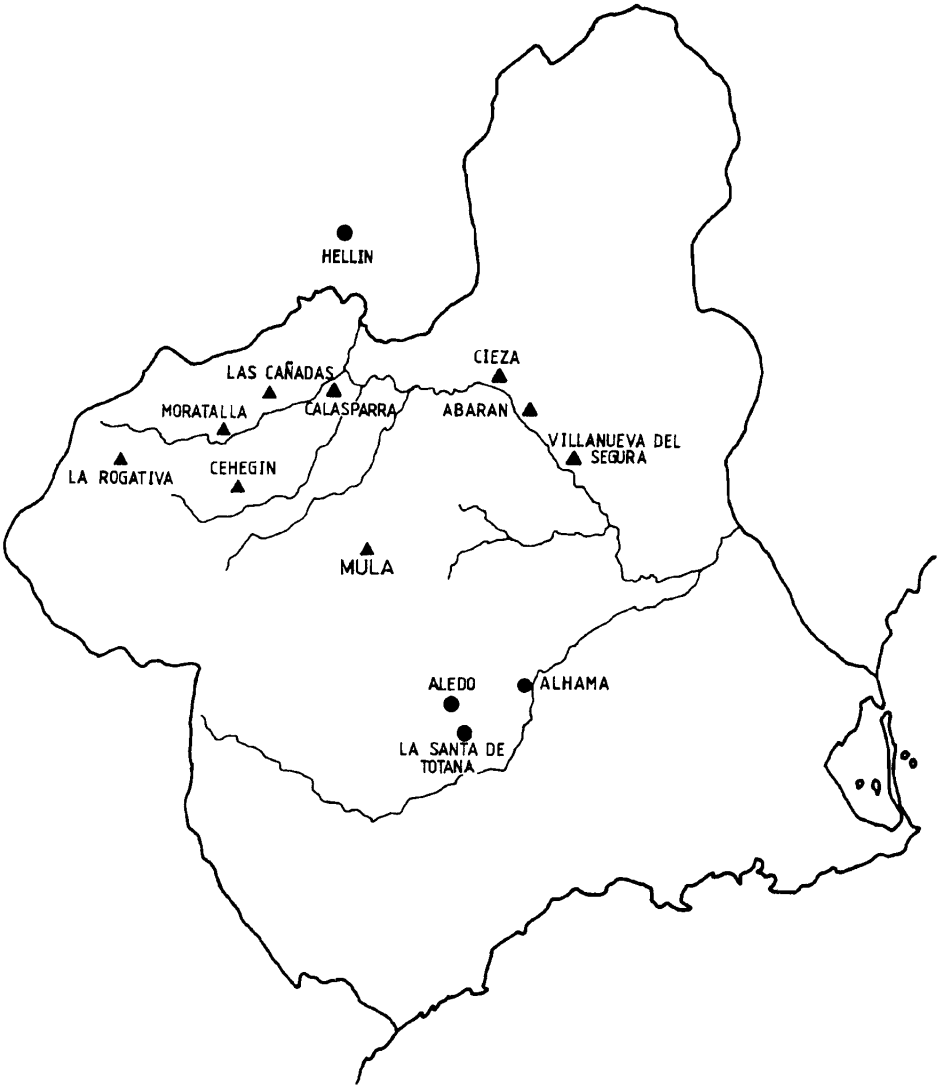 HELLIN
CIEZA
LAS CAÑADAS
MORATALLA
CALASPARRA
ABARAN
VILLANUEVA DEL
SEGURA
LA ROGATIVA
CEHEGIN
MULA
ALEDO
ALHAMA
LA SANTA DE
TOTANA